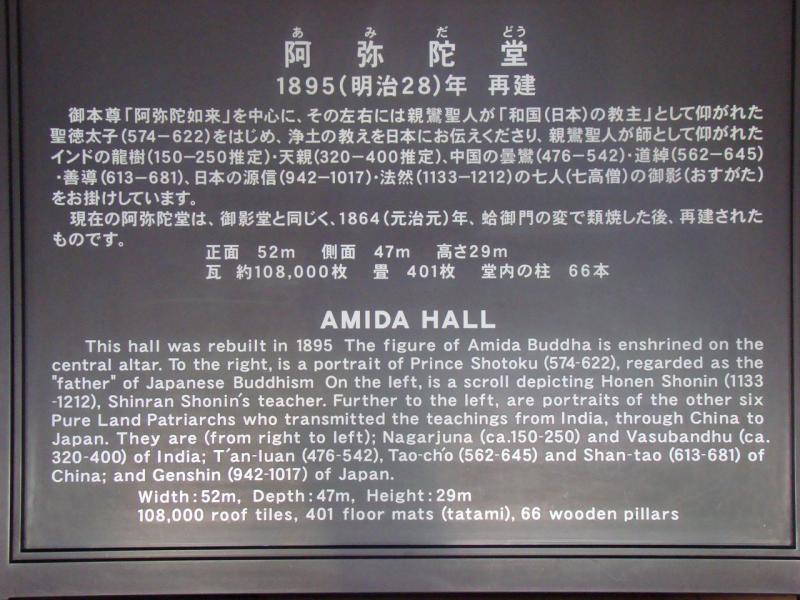 あ み だ どう
阿 弥 陀 堂
1895(明治28)年 再建
御本尊「阿弥陀如来」を中心に、その左右には親鸞聖人が「和国(日本)の教主」として仰がれた
聖徳太子(574－622)をはじめ、浄土の教えを日本にお伝えくださり、親鸞聖人が師として仰がれた
インドの龍樹(150－250推定)・天親(320－400推定)、中国の曇鸞(476－542)・道綽(562－645)
・善導(613－681)、日本の源信(942－1017)・法然(1133－1212)の七人(七高僧)の御影(おすがた)
をお掛けしています。
現在の阿弥陀堂は、御影堂と同じく、1864(元治元)年、蛤御門の変で類焼した後、再建された
ものです。
正面 52m 側面 47m 高さ29m
瓦 約108,000枚 畳 401枚 堂内の柱 66本
AMIDA HALL
This hall was rebuilt in 1895 The figure of Amida Buddha is enshrined on the
central altar. To the right, is a portrait of Prince Shotoku (574-622), regarded as the
"father" of Japanese Buddhism On the left, is a scroll depicting Honen Shonin (1133
-1212), Shinran Shonin's teacher. Further to the left, are portraits of the other six
Pure Land Patriarchs who transmitted the teachings from India, through China to
Japan. They are (from right to left); Nagarjuna (ca.150-250) and Vasubandhu (ca.
320-400) of India; T'an-luan (476-542), Tao-ch'o (562-645) and Shan-tao (613-681) of
China; and Genshin (942-1017) of Japan.
Width:52m, Depth:47m, Height:29m
108,000 roof tiles, 401 floor mats (tatami), 66 wooden pillars